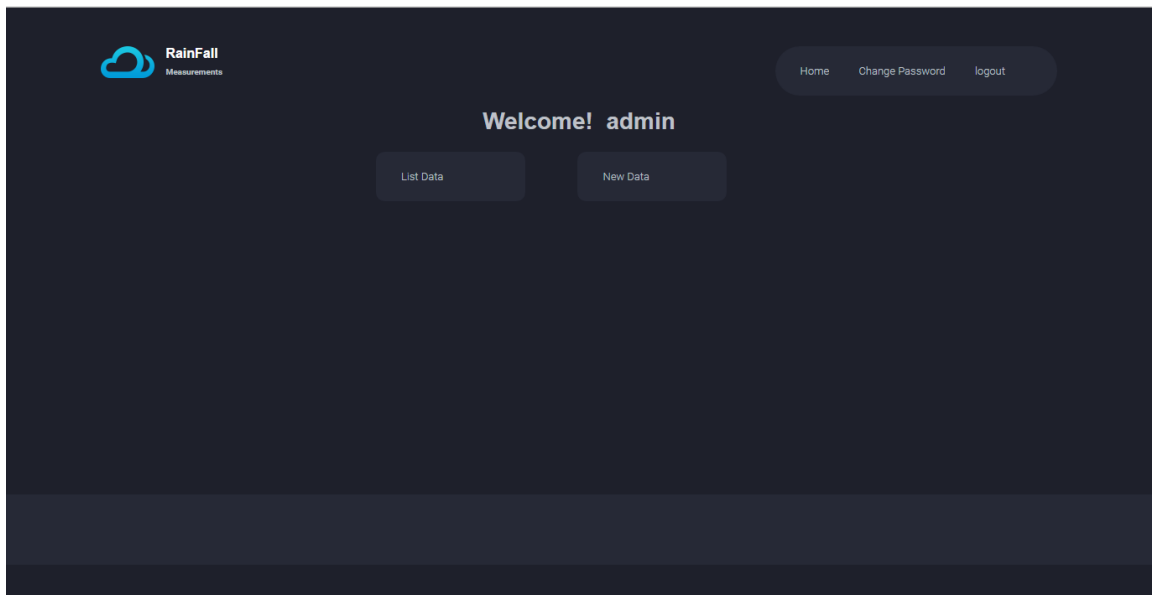 RainFall
Measurements
Home Change Password logout
Welcome! admin
List Data New Data